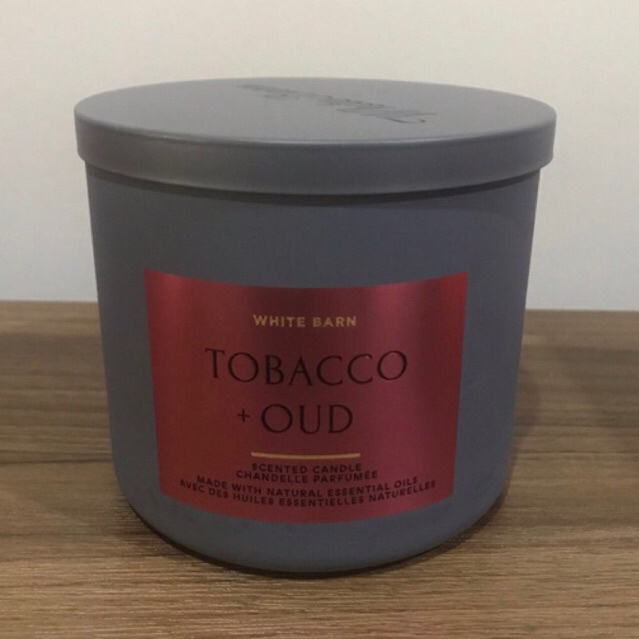 WHITE BARN
TOBACCO
+ OUD
SCENTED CANDLE
CHANDELLE PARFUMÉE
MADE WITH NATURAL ESSENTIAL OILS
AVEC DES HUILES ESSENTIELLES NATURELLES